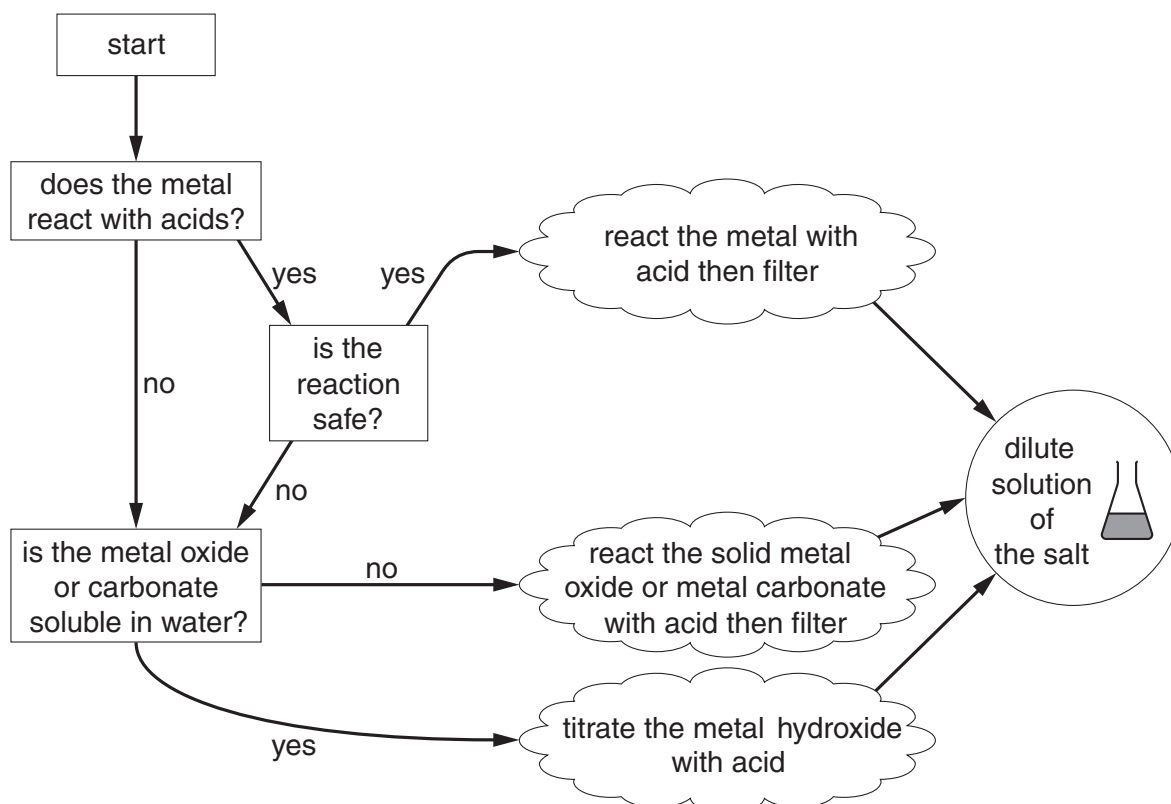 start
does the metal
react with acids?
yes
yes
react the metal with
acid then filter
no
is the
reaction
safe?
no
dilute
solution
of
the salt
is the metal oxide
or carbonate
soluble in water?
no
react the solid metal
oxide or metal carbonate
with acid then filter
yes
titrate the metal hydroxide
with acid